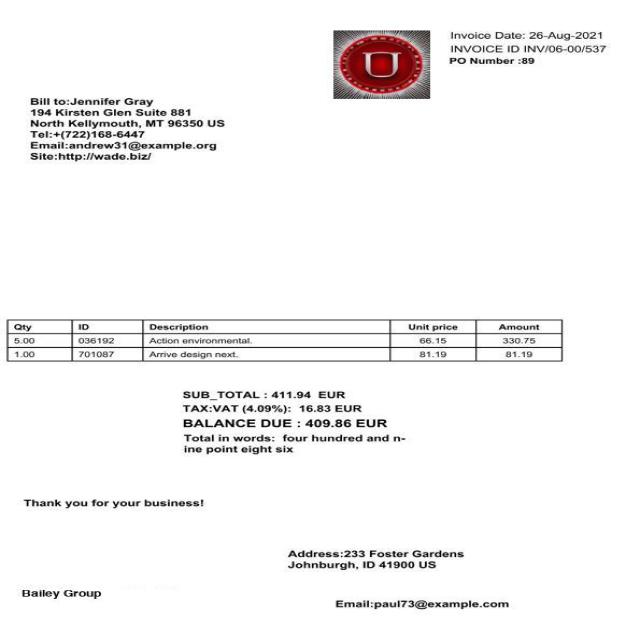 Invoice Date: 26-Aug-2021
INVOICE ID INV/06-00/537
PO Number :89
U
Bill to:Jennifer Gray
194 Kirsten Glen Suite 881
North Kellymouth, MT 96350 US
Tel:+(722)168-6447
Email:andrew31@example.org
Site:http://wade.biz/
Qty ID Description Unit price Amount
5.00 036192 Action environmental. 66.15 330.75
1.00 701087 Arrive design next. 81.19 81.19
SUB_TOTAL : 411.94 EUR
TAX:VAT (4.09%): 16.83 EUR
BALANCE DUE : 409.86 EUR
Total in words: four hundred and n-
ine point eight six
Thank you for your business!
Address:233 Foster Gardens
Johnburgh, ID 41900 US
Bailey Group
Email:paul73@example.com